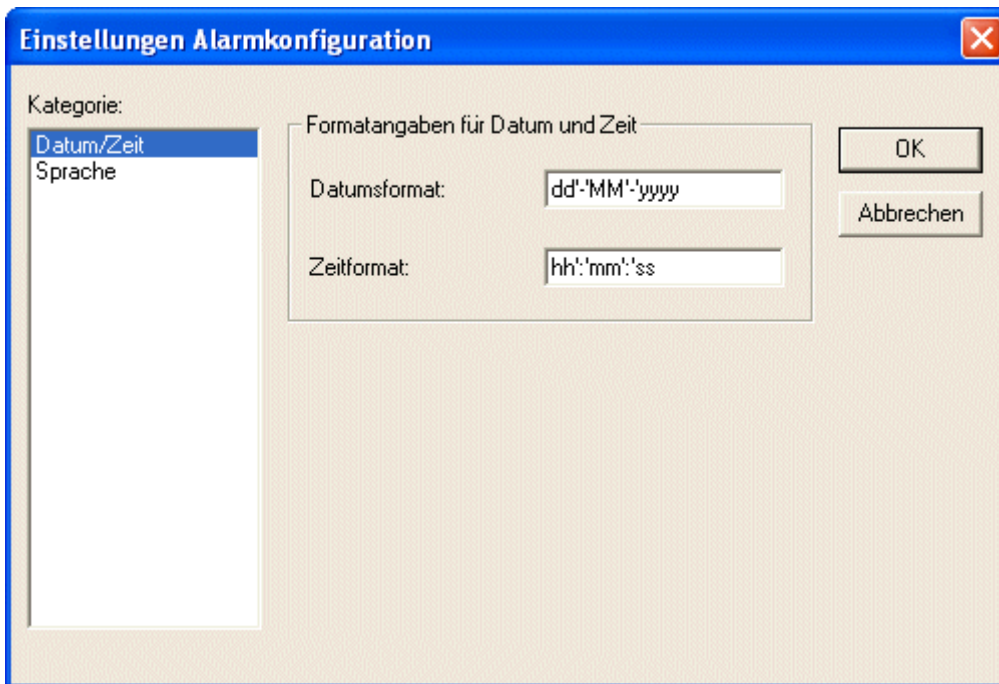 Einstellungen Alarmkonfiguration
Kategorie:
Datum/Zeit
Sprache
Formatangaben für Datum und Zeit
Datumsformat:
dd'-'MM'-'yyyy
Zeitformat:
hh':'mm':'ss
OK
Abbrechen